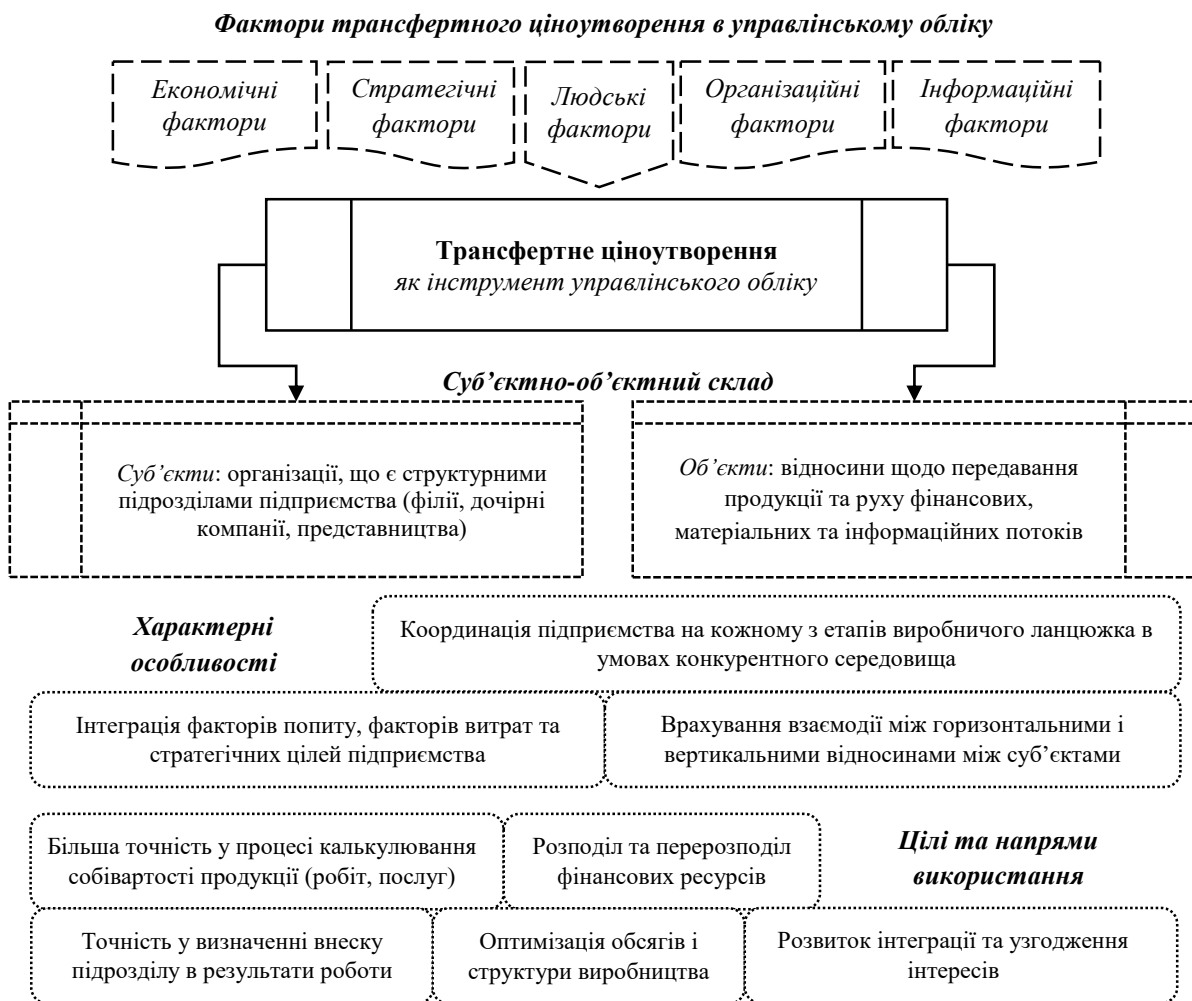 Фактори трансфертного ціноутворення в управлінському обліку
Економічні
фактори
Стратегічні
фактори
Людські
фактори
Організаційні
фактори
Інформаційні
фактори
Трансфертне ціноутворення
як інструмент управлінського обліку
Суб’єктно-об’єктний склад
Суб’єкти: організації, що є структурними
підрозділами підприємства (філії, дочірні
компанії, представництва)
Об’єкти: відносини щодо передавання
продукції та руху фінансових,
матеріальних та інформаційних потоків
Характерні
особливості
Координація підприємства на кожному з етапів виробничого ланцюжка в
умовах конкурентного середовища
Інтеграція факторів попиту, факторів витрат та
стратегічних цілей підприємства
Врахування взаємодії між горизонтальними і
вертикальними відносинами між суб’єктами
Більша точність у процесі калькулювання
собівартості продукції (робіт, послуг)
Розподіл та перерозподіл
фінансових ресурсів
Цілі та напрями
використання
Точність у визначенні внеску
підрозділу в результати роботи
Оптимізація обсягів і
структури виробництва
Розвиток інтеграції та узгодження
інтересів